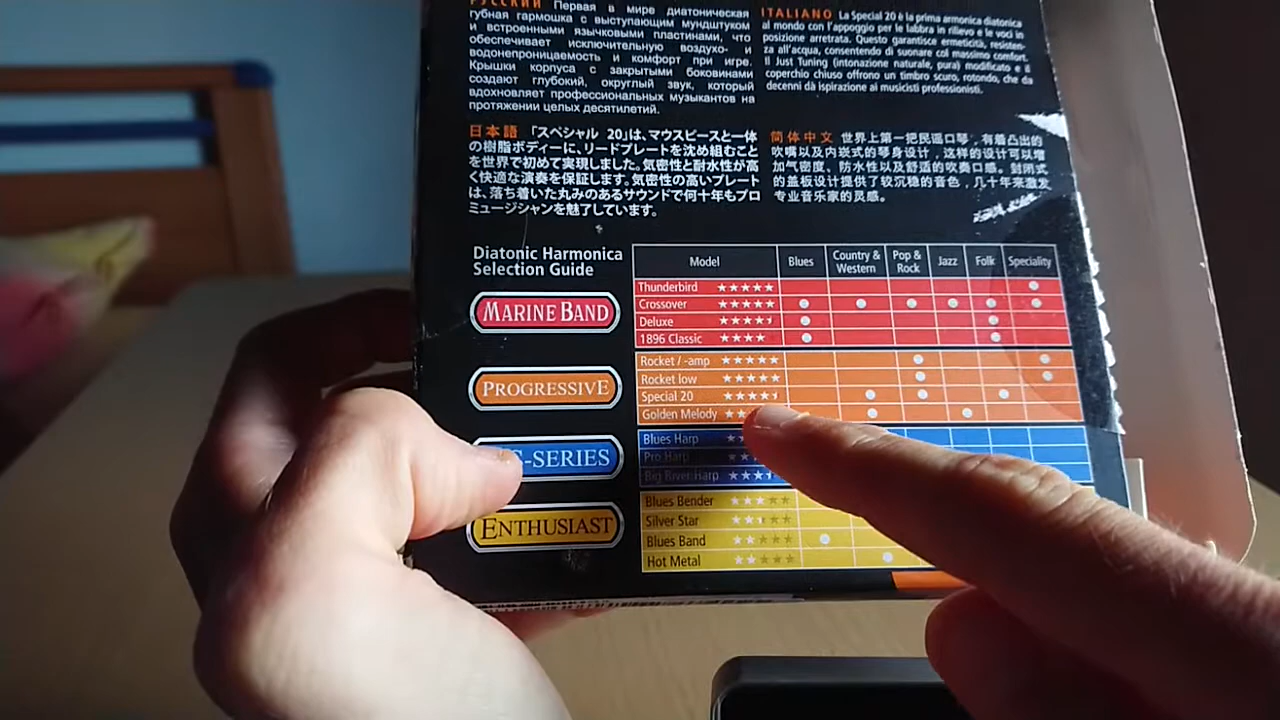 РУССКИЙ Первая в мире диатоническая
губная гармошка с выступающим мундштуком
и встроенными язычковыми пластинами, что
обеспечивает исключительную воздухо- и
водонепроницаемость и комфорт при игре.
Крышки корпуса с закрытыми боковинами
создают глубокий, округлый звук, который
вдохновляет профессиональных музыкантов на
протяжении целых десятилетий.
ITALIANO La Special 20 è la prima armonica diatonica
al mondo con l'appoggio per le labbra in rilievo e le voci in
posizione arretrata. Questo garantisce ermeticità, resisten-
za all'acqua, consentendo di suonare col massimo comfort.
Il Just Tuning (intonazione naturale, pura) modificato e il
coperchio chiuso offrono un timbro scuro, rotondo, che da
decenni dà ispirazione ai musicisti professionisti.
日本語 「スペシャル 20」は、マウスピースと一体
の樹脂ボディーに、リードプレートを沈め組むこと
を世界で初めて実現しました。気密性と耐水性が高
く快適な演奏を保証します。気密性の高いプレート
は、落ち着いた丸みのあるサウンドで何十年もプロ
ミュージシャンを魅了しています。
简体中文 世界上第一把民谣口琴，有着凸出的
吹嘴以及内嵌式的琴身设计，这样的设计可以增
加气密度、防水性以及舒适的吹奏口感。封闭式
的盖板设计提供了较沉稳的音色，几十年来激发
专业音乐家的灵感。
Diatonic Harmonica
Selection Guide
Model Blues Country & Western Pop & Rock Jazz Folk Speciality
MARINE BAND
Thunderbird ★★★★★
Crossover ★★★★★
Deluxe
1896 Classic ★★★★
PROGRESSIVE
Rocket / -amp ★★★★★
Rocket low ★★★★★
Special 20
Golden Melody
-SERIES
Blues Harp
Pro Harp
Big River Harp
ENTHUSIAST
Blues Bender
Silver Star
Blues Band
Hot Metal